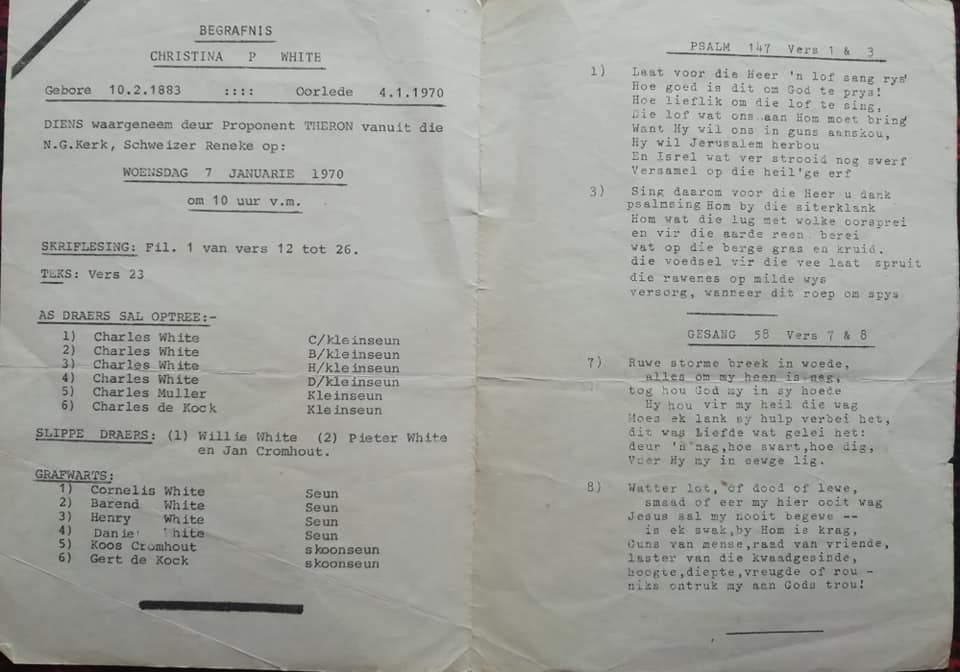 BEGRAFNIS
CHRISTINA P WHITE
Gebore 10.2.1883 :::: Oorlede 4.1.1970
DIENS waargeneem deur Proponent THERON vanuit die
N.G.Kerk, Schweizer Reneke op:
WOENSDAG 7 JANUARIE 1970
om 10 uur v.m.
SKRIFLESING: Fil. 1 van vers 12 tot 26.
TEKS: Vers 23
AS DRAERS SAL OPTREE:-
1) Charles White C/kleinseun
2) Charles White B/kleinseun
3) Charles White H/kleinseun
4) Charles White D/kleinseun
5) Charles Muller Kleinseun
6) Charles de Kock Kleinseun
SLIPPE DRAERS: (1) Willie White (2) Pieter White
en Jan Cromhout.
GRAFWARTS:
1) Cornelis White Seun
2) Barend White Seun
3) Henry White Seun
4) Danie hite Seun
5) Koos Cromhout skoonseun
6) Gert de Kock skoonseun
PSALM 147 Vers 1 & 3
1) Laat voor die Heer 'n lof sang rys'
Hoe goed is dit om God te prys!
Hoe lieflik om die lof te sing,
Die lof wat ons aan Hom moet bring
Want Hy wil ons in guns aanskou,
Hy wil Jerusalem herbou
En Isrel wat ver strooid nog swerf
Versamel op die heil'ge erf
3) Sing daarom voor die Heer u dank
psalmsing Hom by die siterklank
Hom wat die lug met wolke oorsprei
en vir die aarde reen berei
wat op die berge gras en kruid.
die voedsel vir die vee laat spruit
die rawenes op milde wys
versorg, wanneer dit roep om spys
GESANG 58 Vers 7 & 8
7) Ruwe storme breek in woede,
alles om my heen is nag,
tog hou God my in sy hoede
Hy hou vir my heil die wag
Moes ek lank sy hulp verbei het,
dit was Liefde wat gelei het:
deur 'n nag,hoe swart,hoe dig,
Voer Hy my in eewge lig.
8) Watter lot, of dood of lewe,
smaad of eer my hier ooit wag
Jesus sal my nooit begewe --
is ek swak,by Hom is krag,
Guns van mense,raad van vriende,
laster van die kwaadgesinde,
hoogte,diepte,vreugde of rou -
niks ontruk my aan Gods trou!